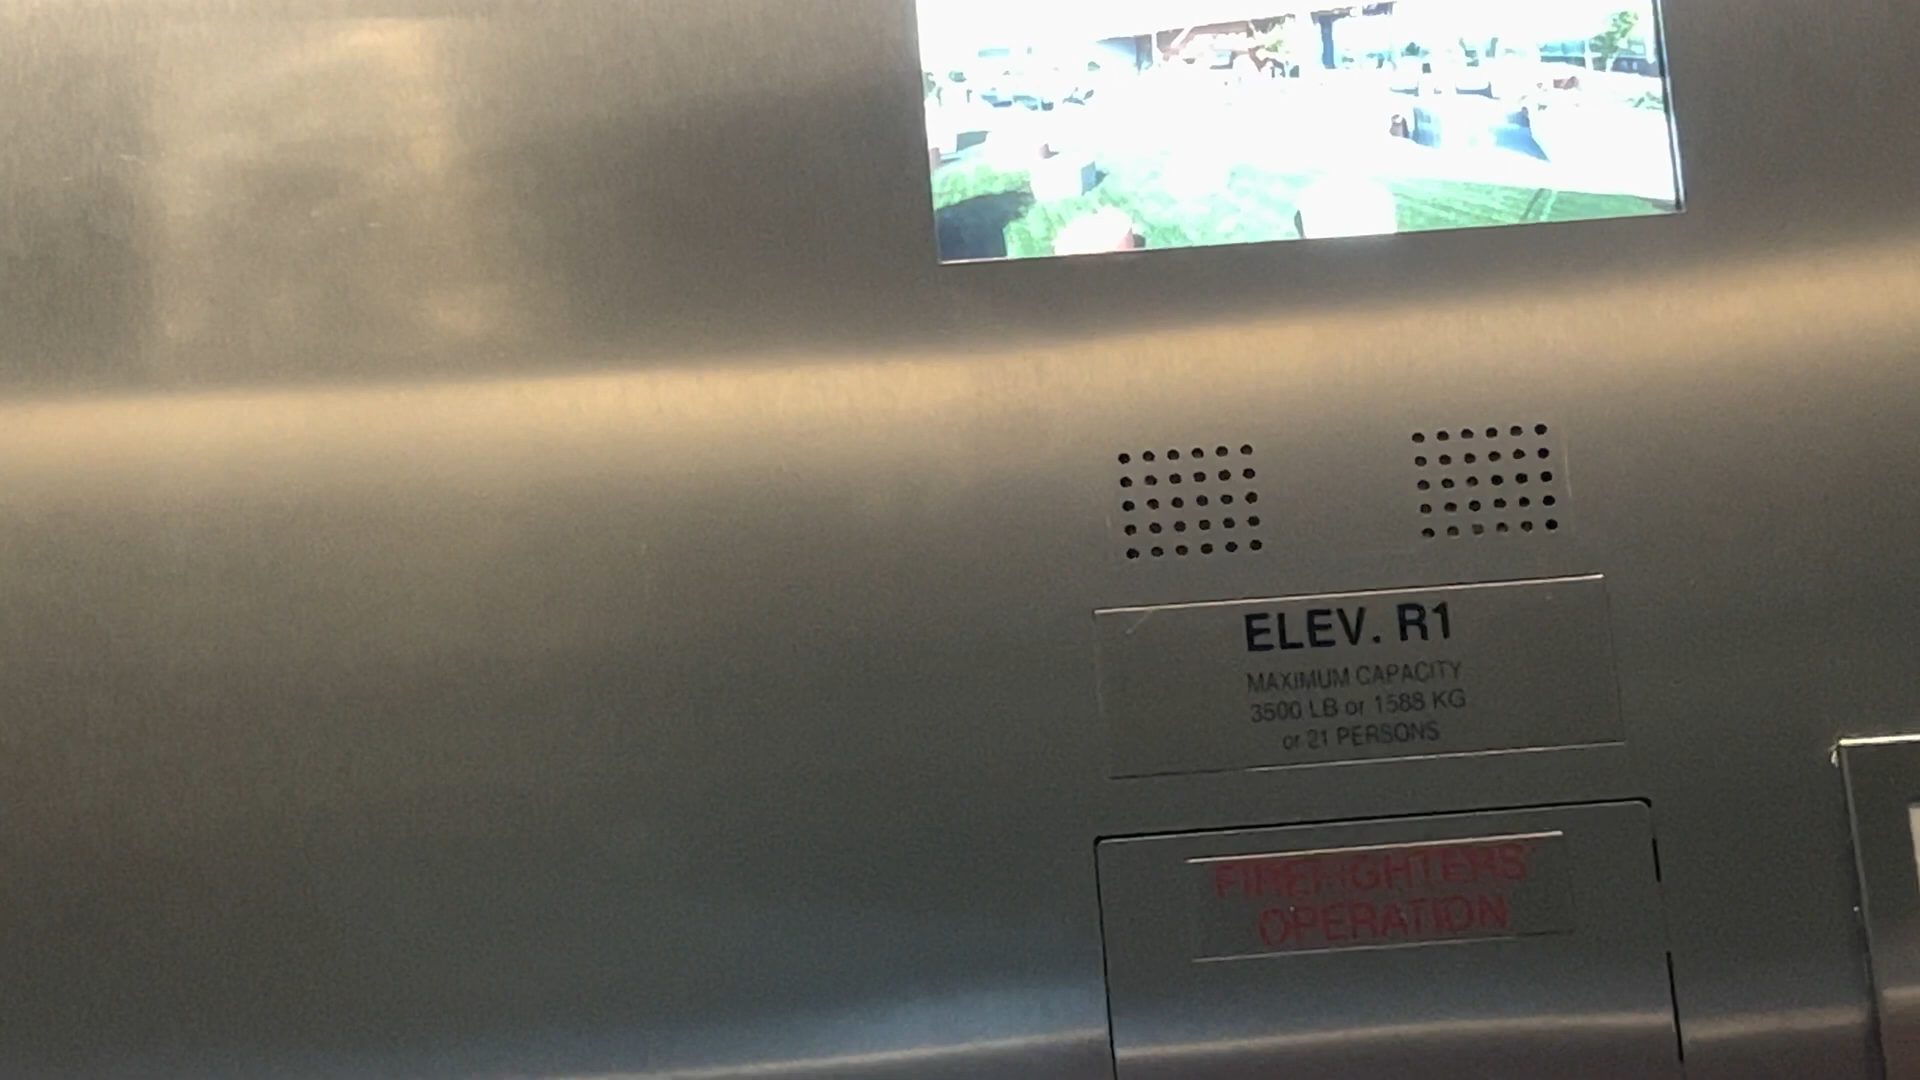 ELEV. R1
MAXIMUM CAPACITY
3500 LB or 1588 KG
or 21 PERSONS
FIREFIGHTERS'
OPERATION